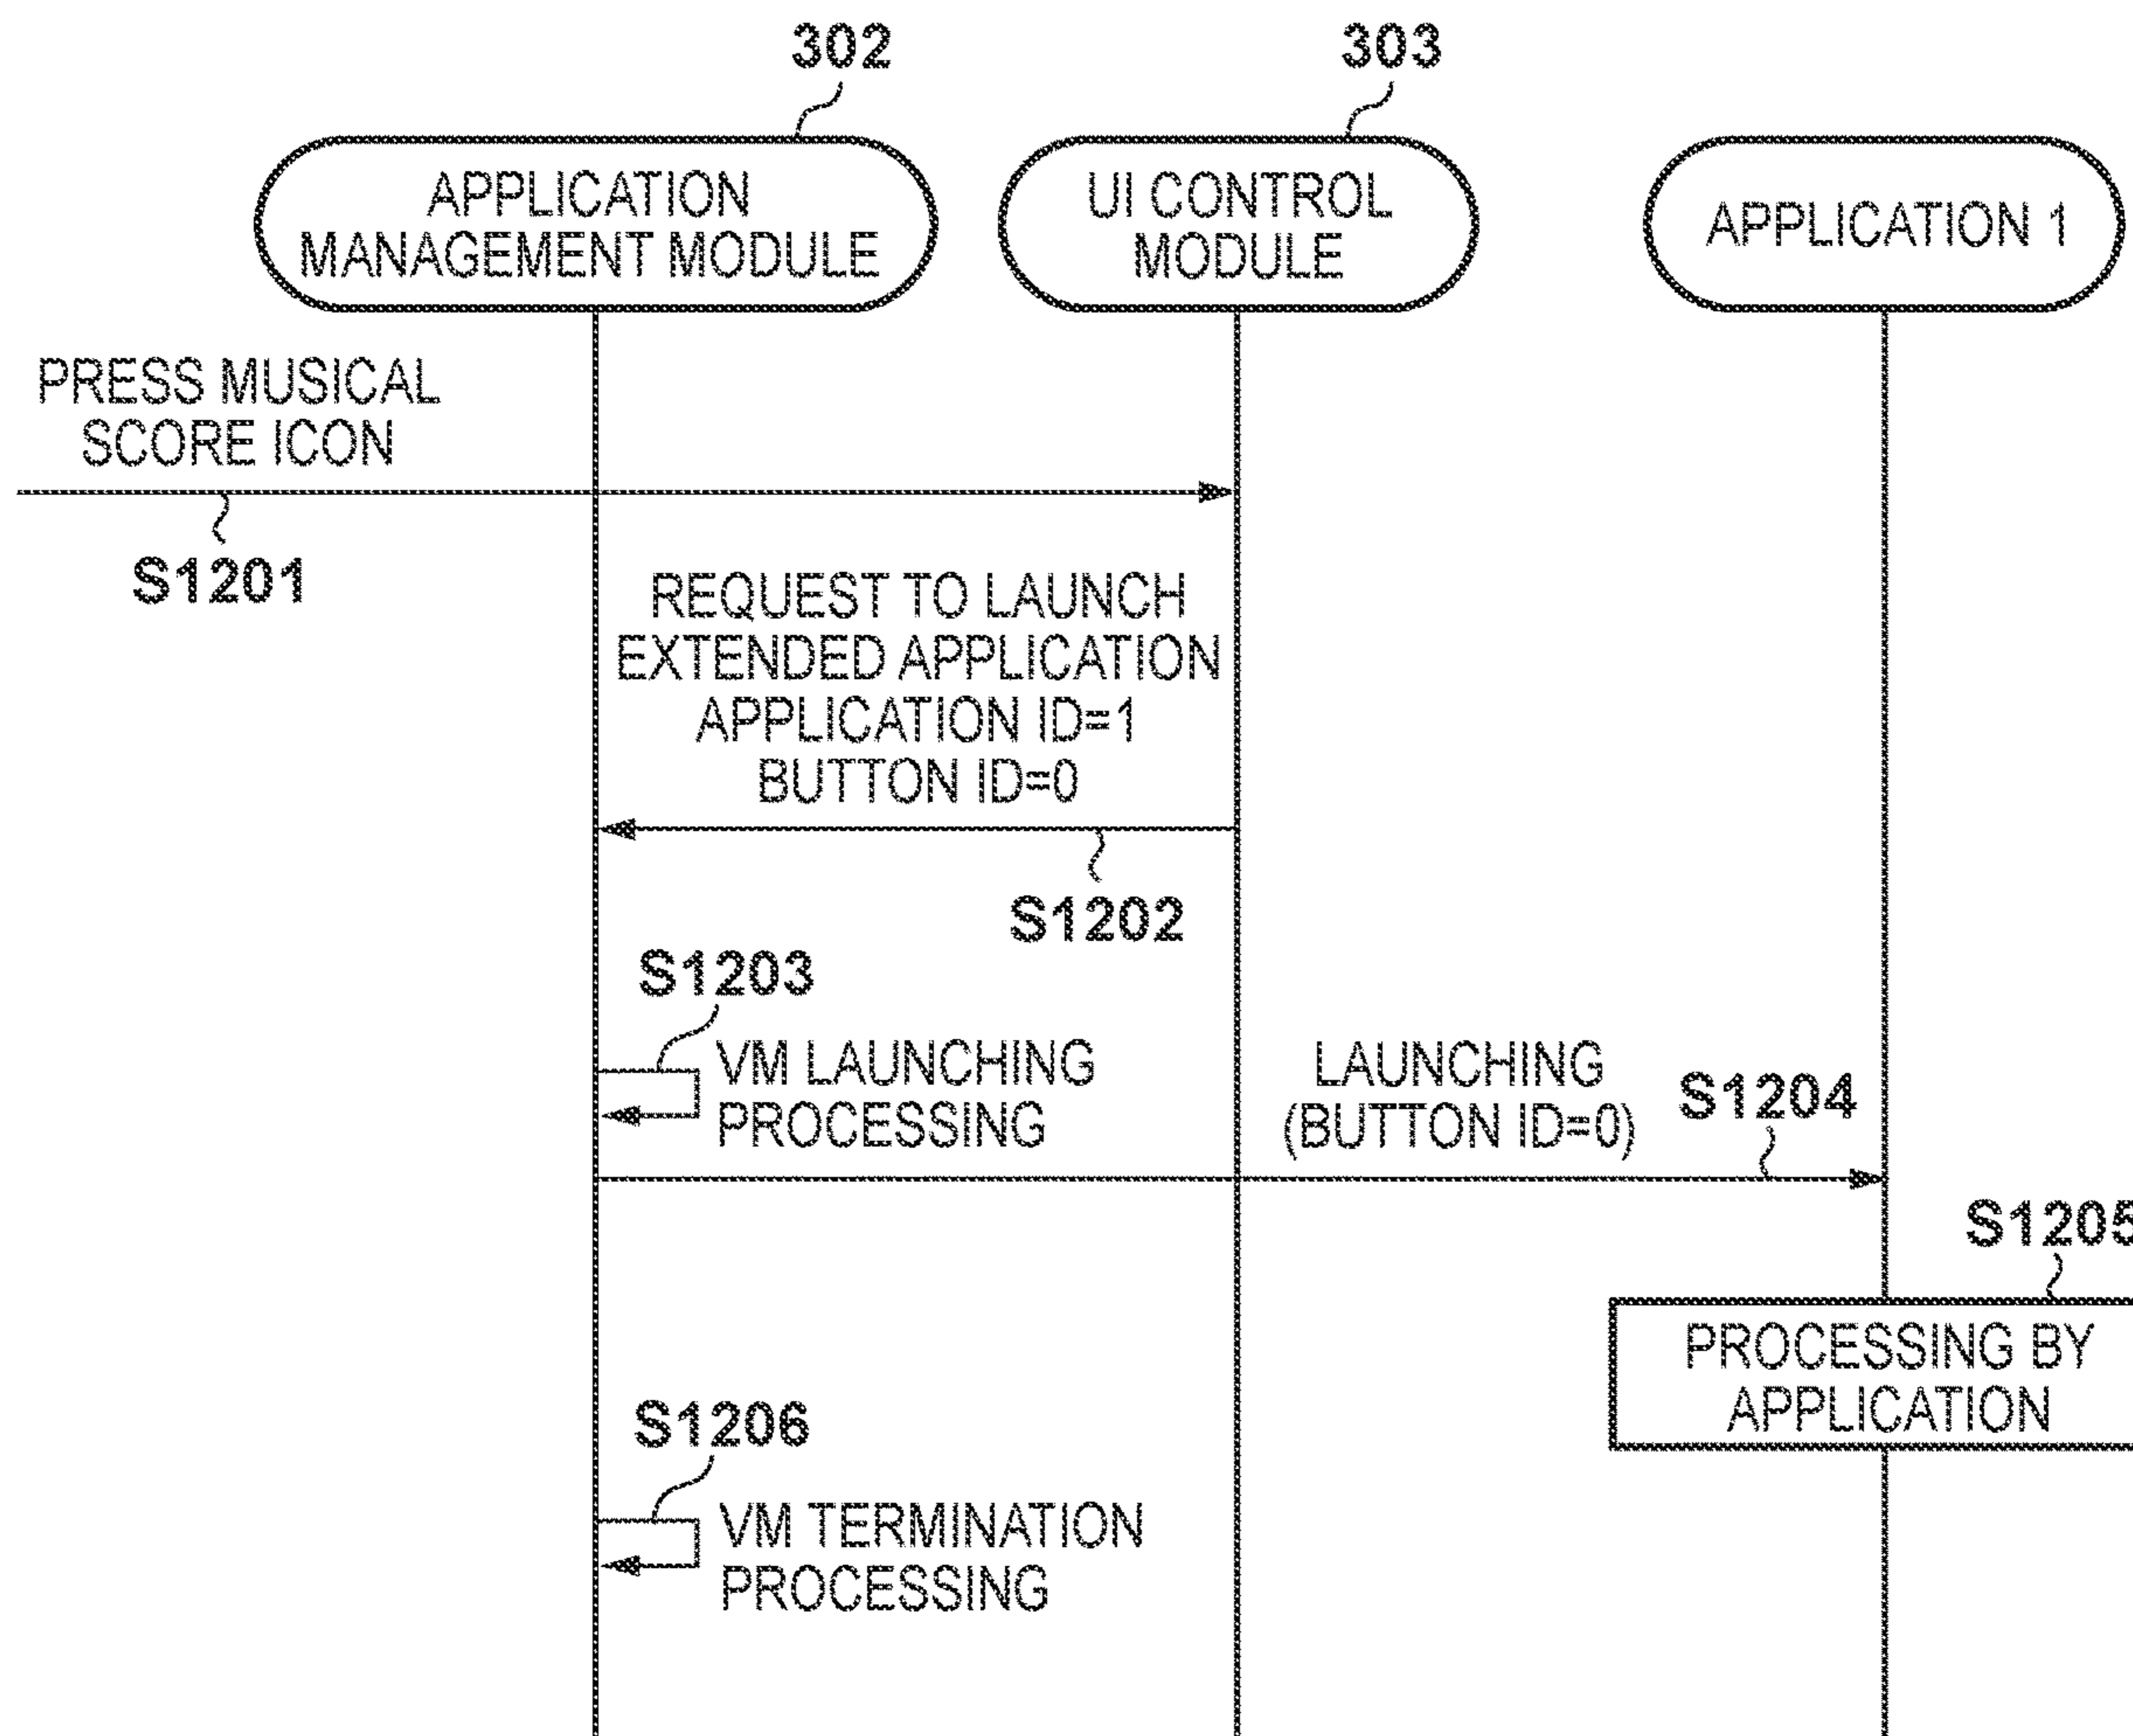 302
303
APPLICATION
MANAGEMENT MODULE
UI CONTROL
MODULE
APPLICATION 1
PRESS MUSICAL
SCORE ICON
S1201
REQUEST TO LAUNCH
EXTENDED APPLICATION
APPLICATION ID=1
BUTTON ID=0
S1202
S1203
VM LAUNCHING
PROCESSING
LAUNCHING
(BUTTON ID=0)
S1204
S1205
PROCESSING BY
APPLICATION
S1206
VM TERMINATION
PROCESSING